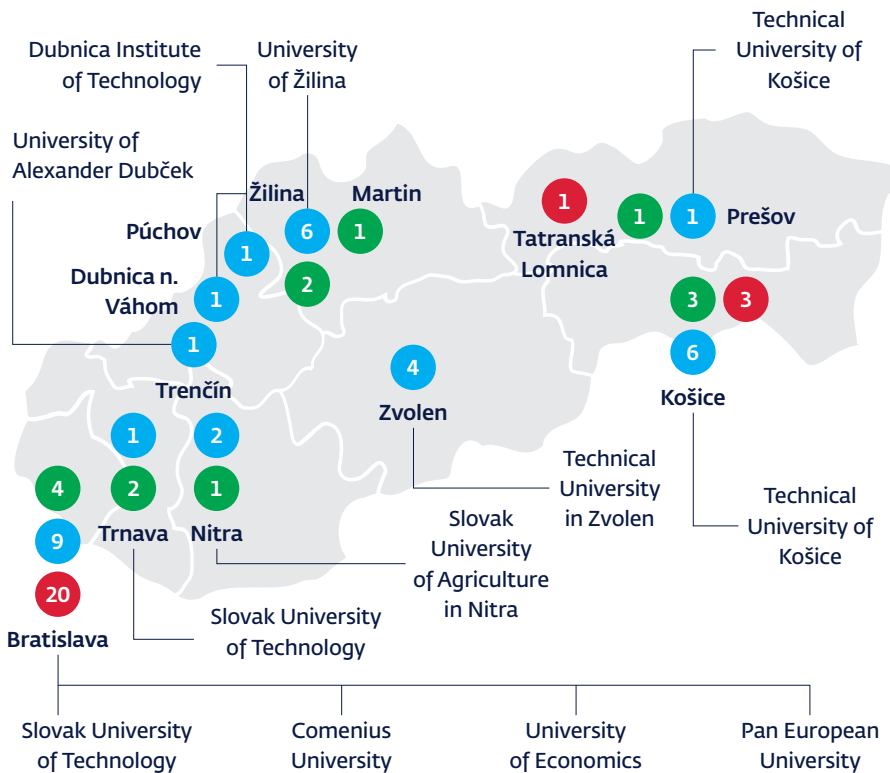 Dubnica Institute
of Technology
University
of Žilina
Technical
University of
Košice
University of
Alexander Dubček
Žilina
Martin
6
1
2
Púchov
1
Dubnica n.
Váhom
1
1
Trenčín
1
Tatranská
Lomnica
1
1
Prešov
3
3
6
Košice
4
Zvolen
1
2
Trnava
2
1
Nitra
4
9
20
Bratislava
Technical
University
in Zvolen
Technical
University of
Košice
Slovak
University
of Agriculture
in Nitra
Slovak University
of Technology
Slovak University
of Technology
Comenius
University
University
of Economics
Pan European
University